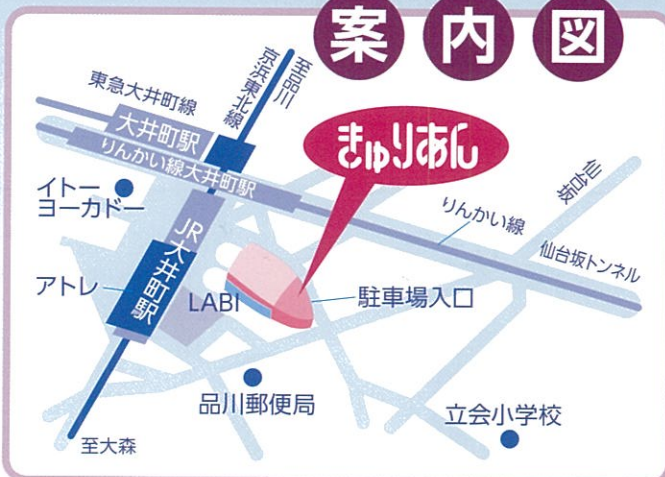 案内図
至品川
京浜東北線
東急大井町線
大井町駅
りんかい線大井町駅
きゅりあん
仙台坂
イトー
ヨーカドー
りんかい線
仙台坂トンネル
JR大井町駅
アトレ
LABI
駐車場入口
品川郵便局
立会小学校
至大森